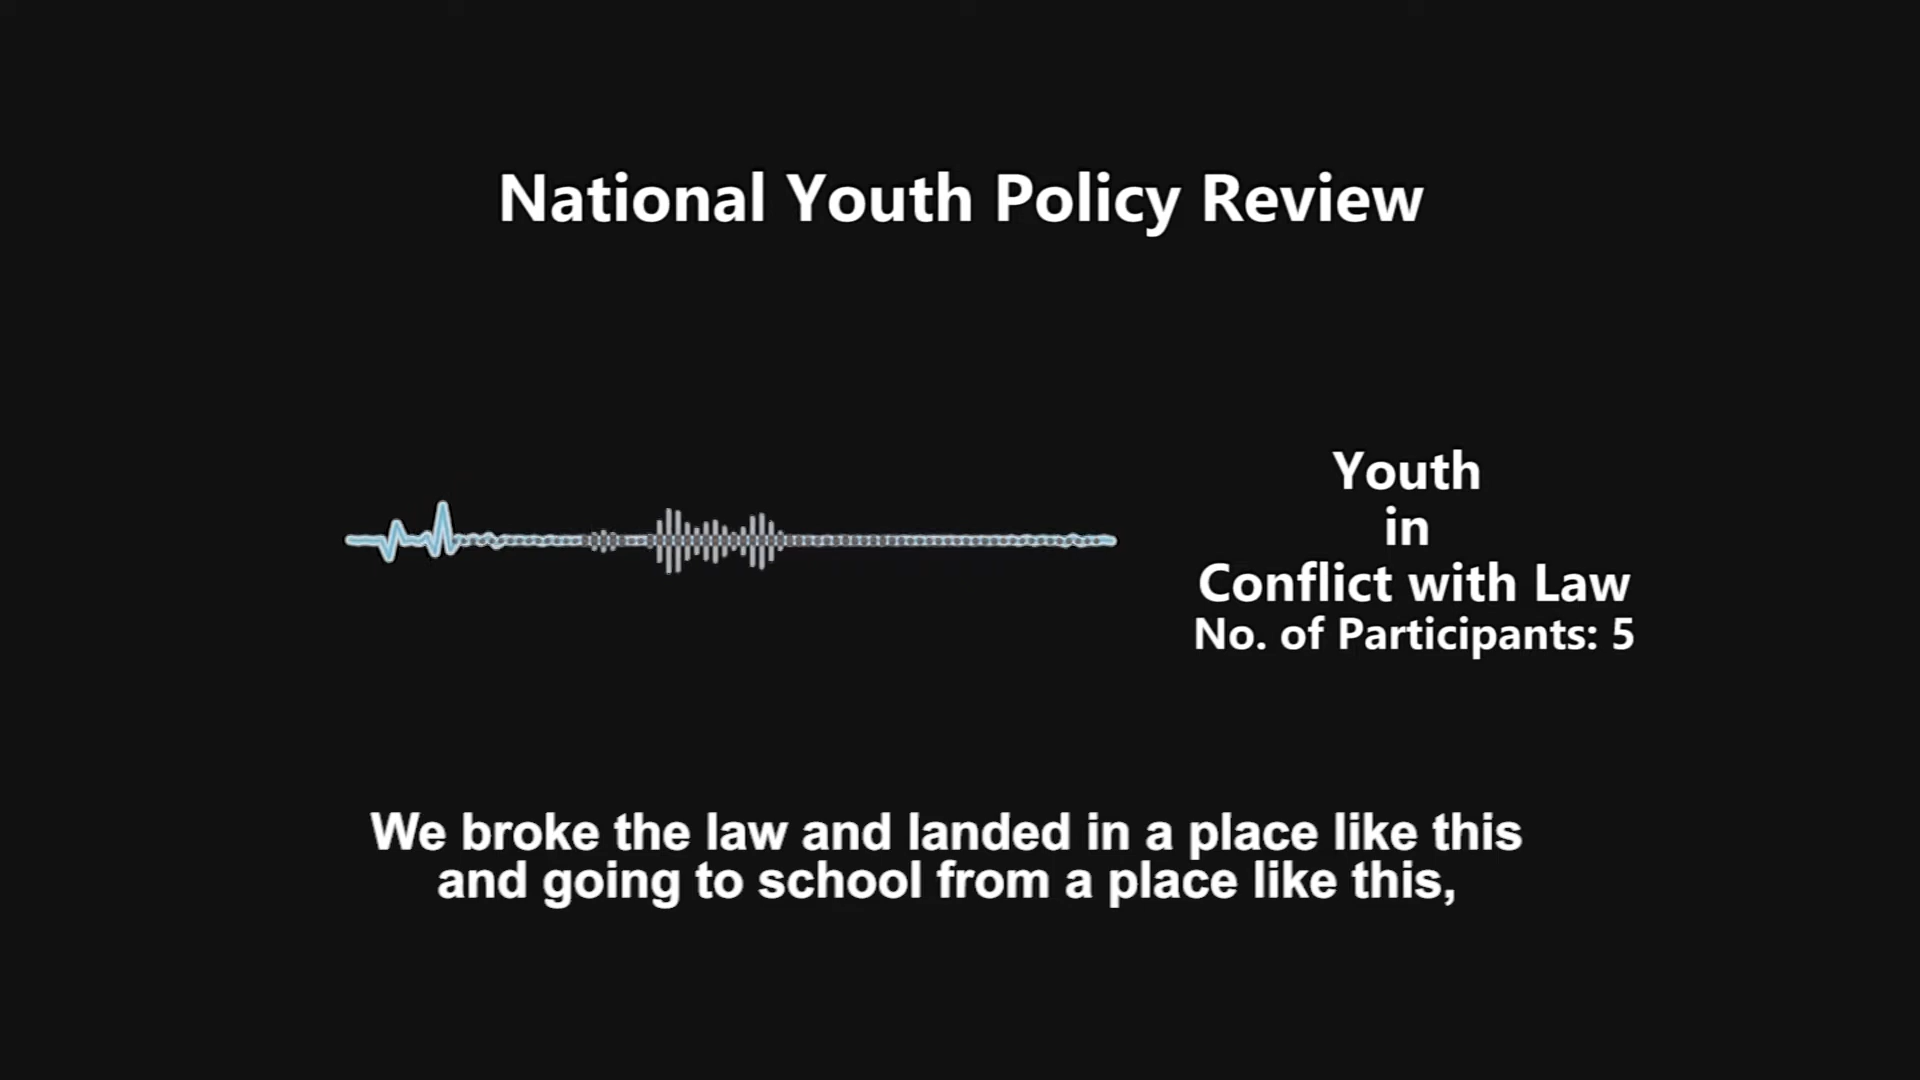 National Youth Policy Review
Youth
in
Conflict with Law
No. of Participants: 5
We broke the law and landed in a place like this
and going to school from a place like this,